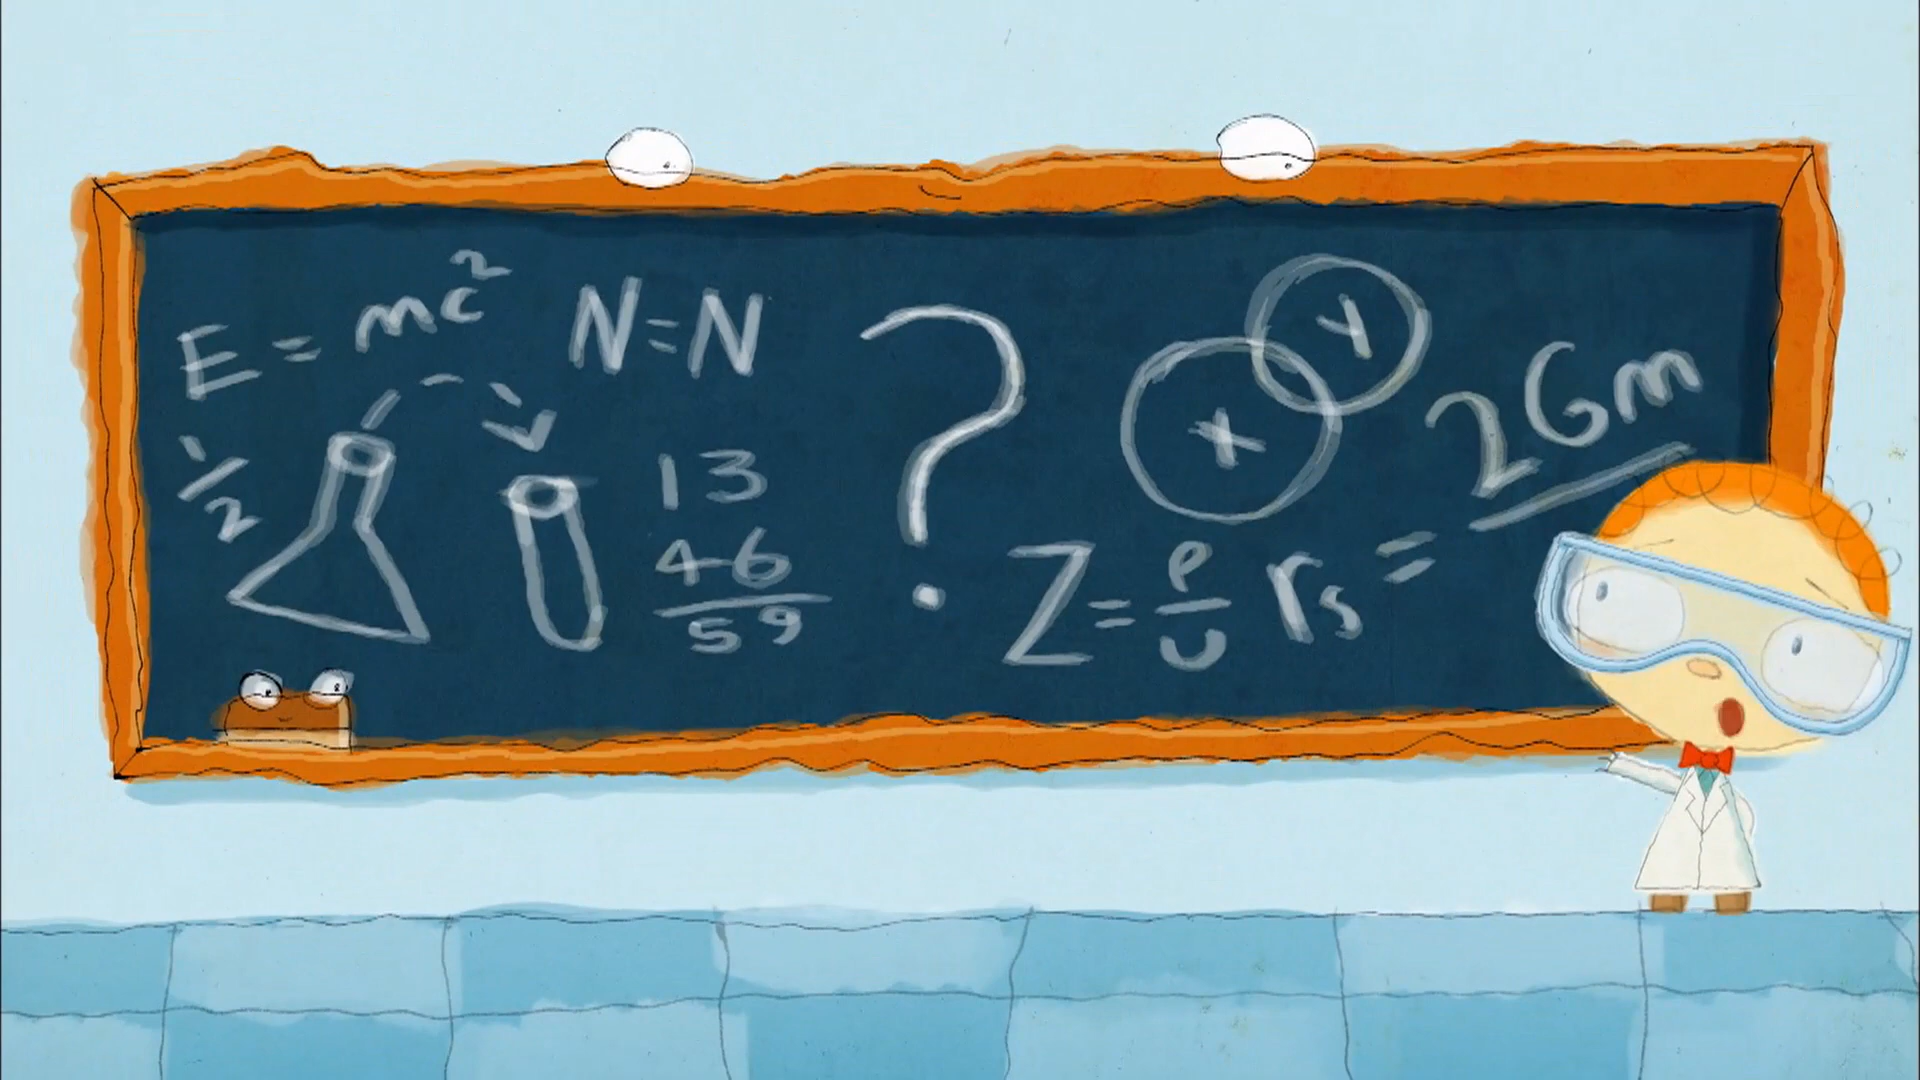 E = mc²
N=N
1/2
13
46
59
?
X
Y
Z = P/U
rs = 2Gm